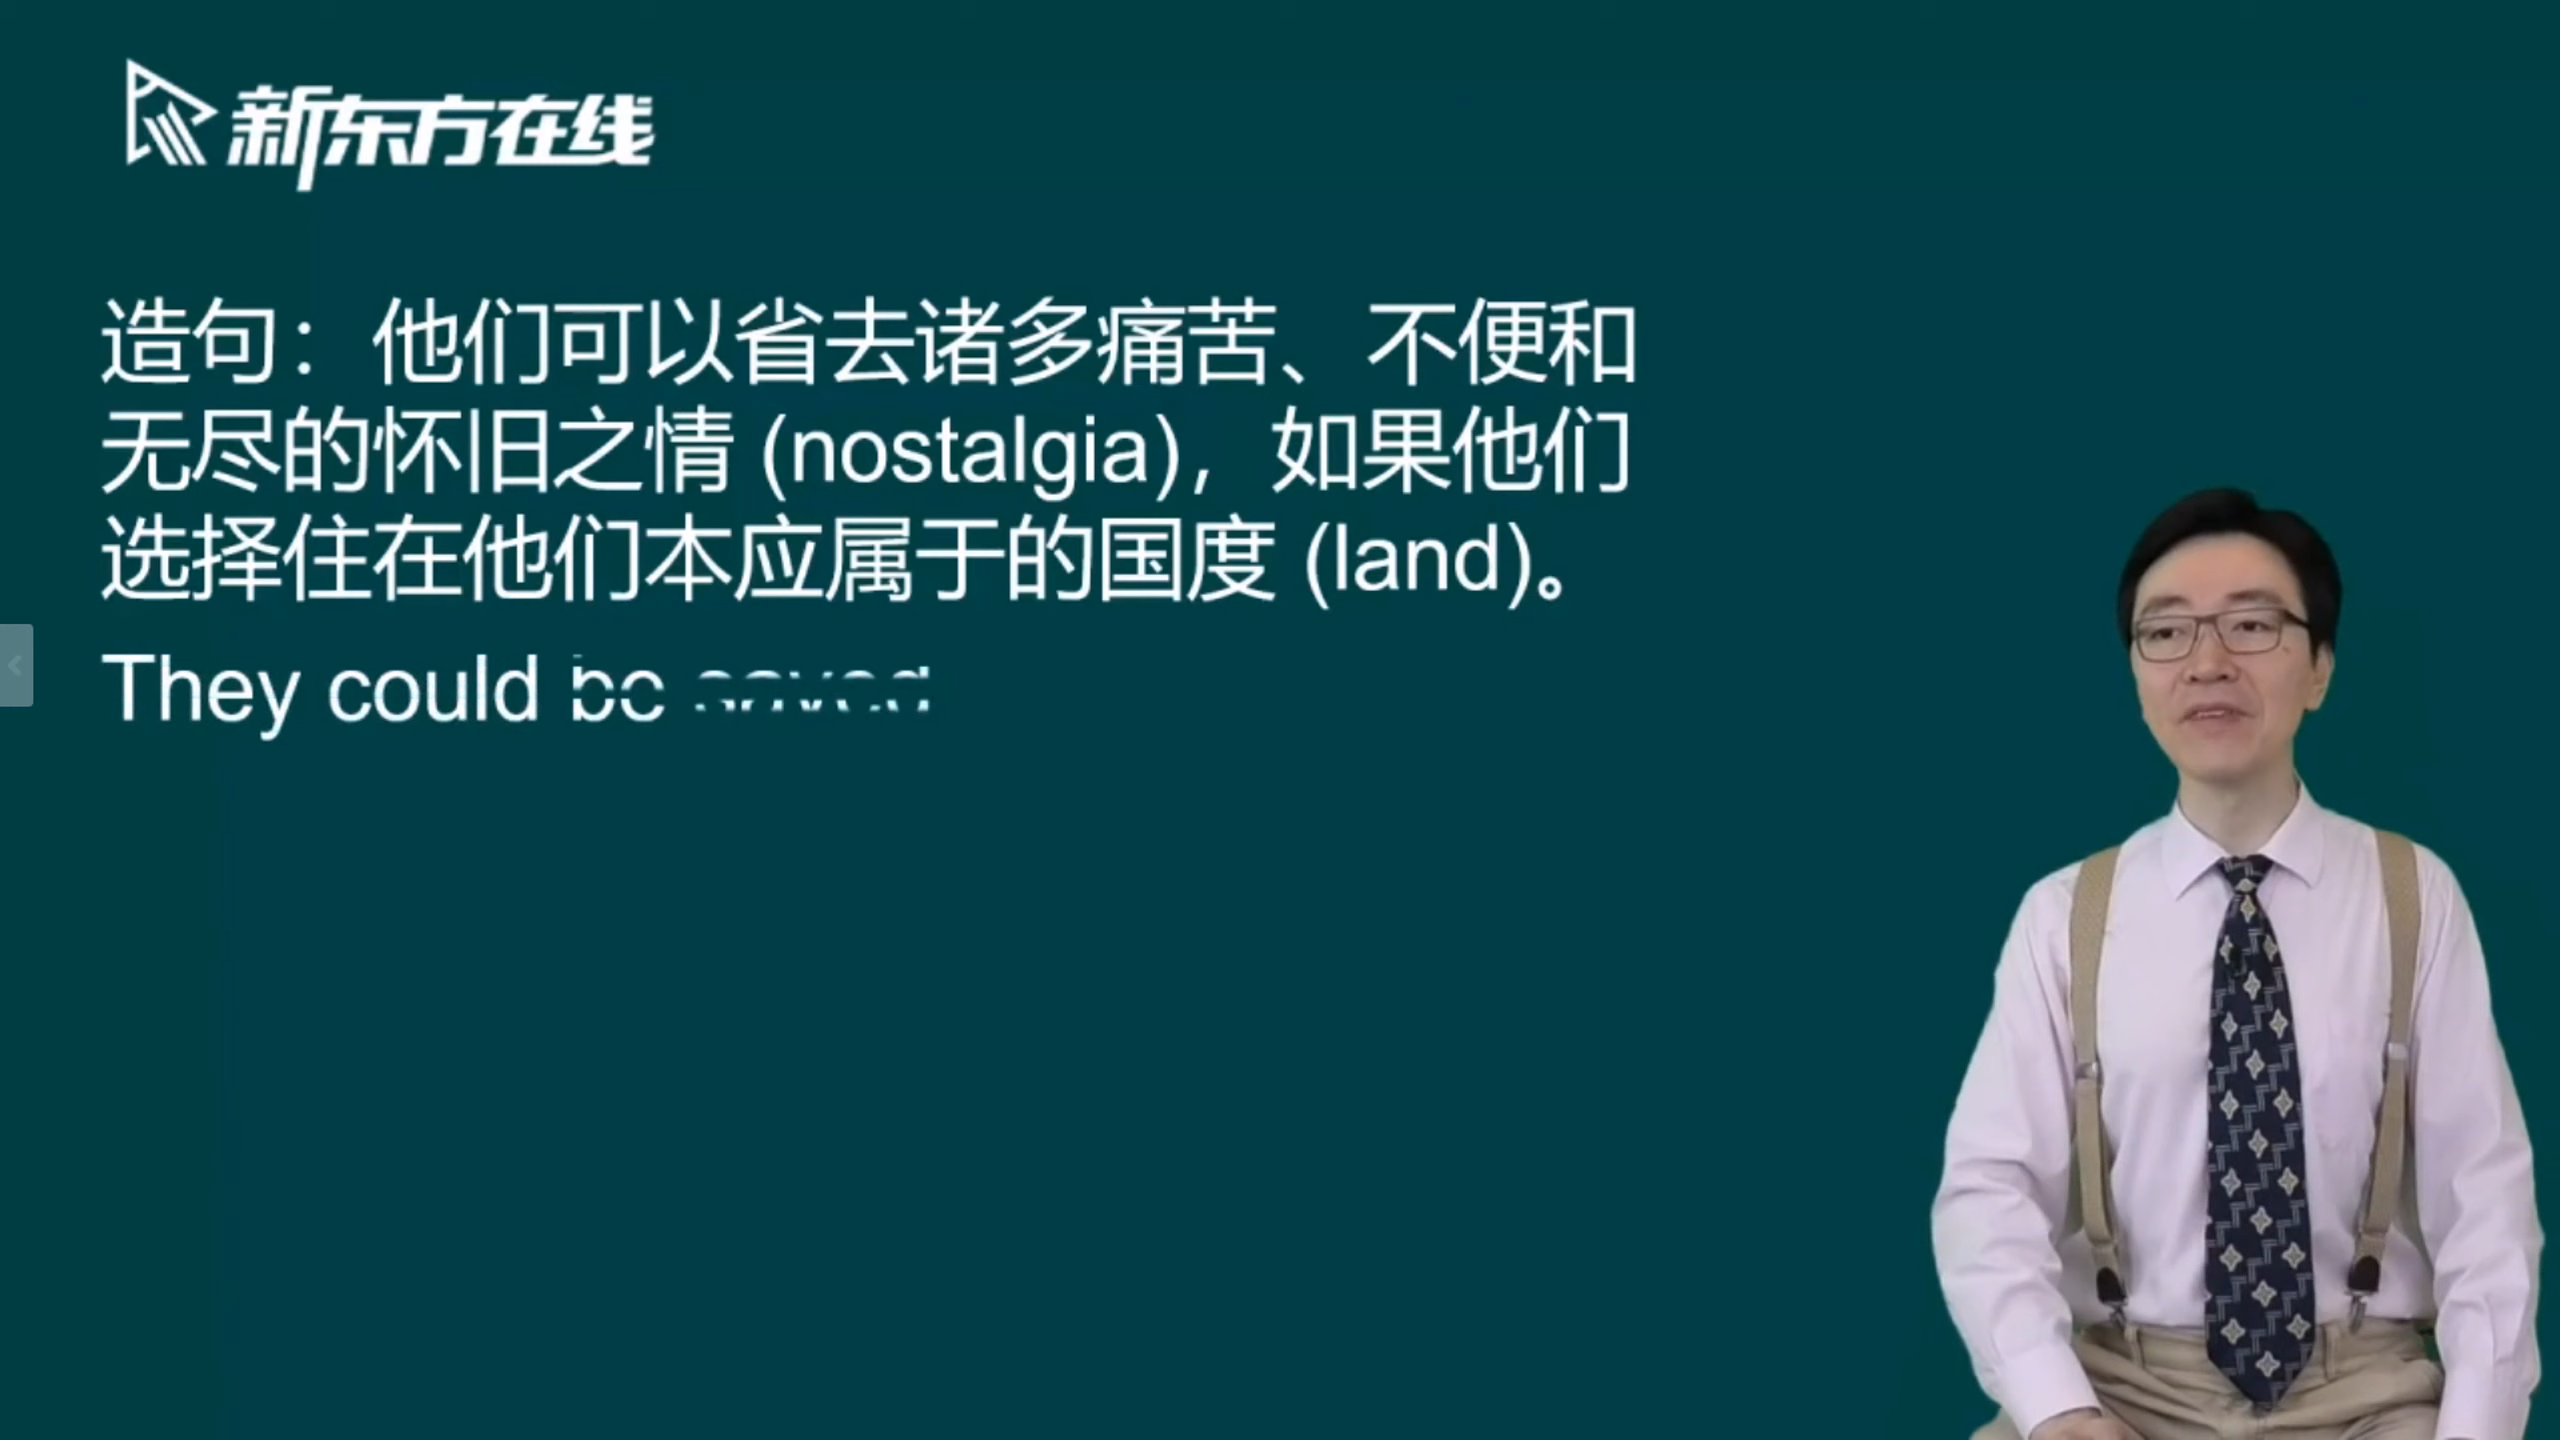 新东方在线
造句：他们可以省去诸多痛苦、不便和
无尽的怀旧之情 (nostalgia)，如果他们
选择住在他们本应属于的国度 (land)。
They could be saved